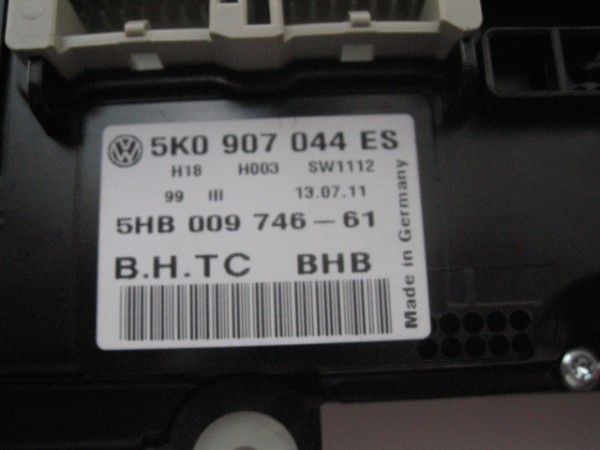 5K0 907 044 ES
H18 H003 SW1112
99 III 13.07.11
5HB 009 746-61
B.H.TC BHB
Made in Germany